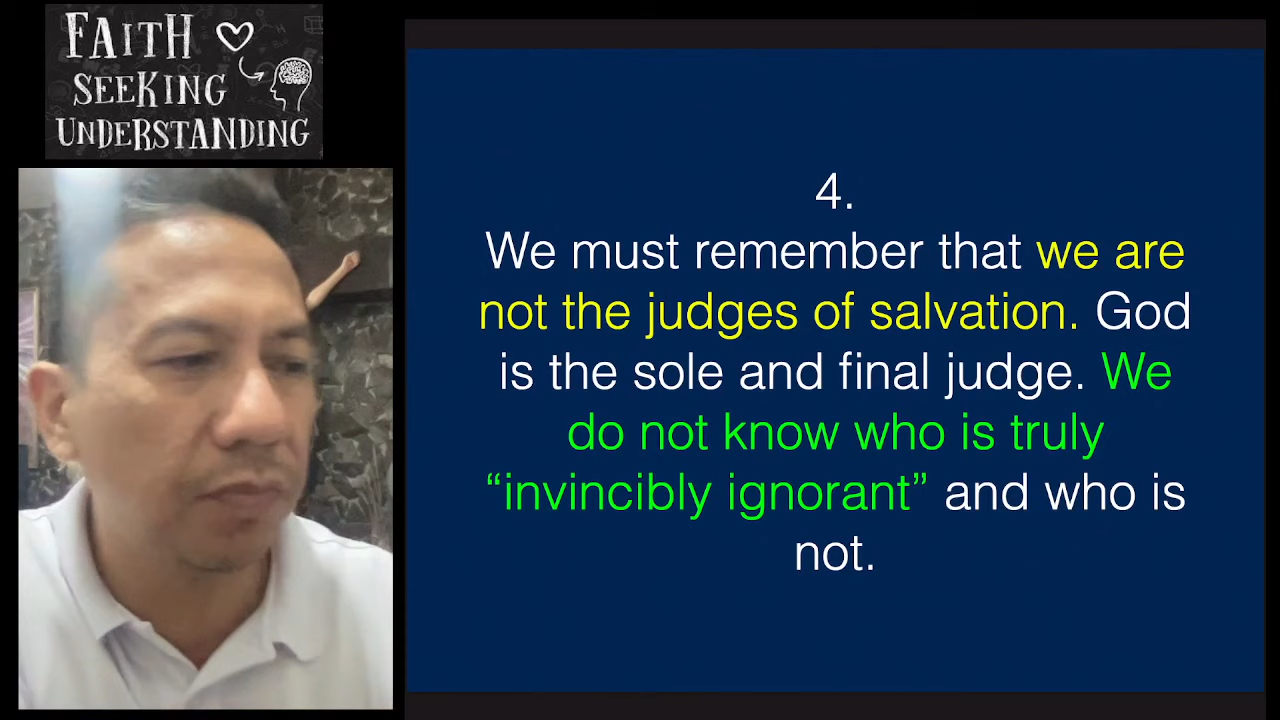 FAITH
SEEKING
UNDERSTANDING
4.
We must remember that we are
not the judges of salvation. God
is the sole and final judge. We
do not know who is truly
“invincibly ignorant” and who is
not.